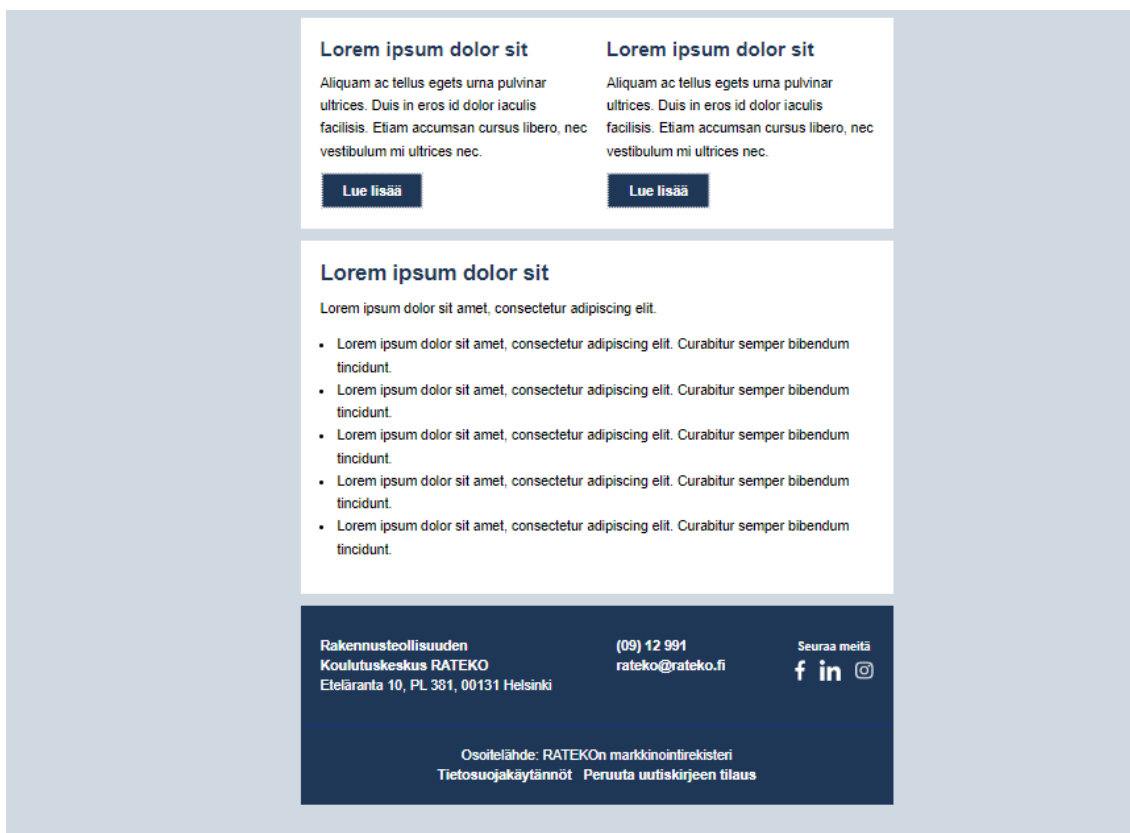 Lorem ipsum dolor sit
Aliquam ac tellus egets urna pulvinar
ultrices. Duis in eros id dolor iaculis
facilisis. Etiam accumsan cursus libero, nec
vestibulum mi ultrices nec.
Lue lisää
Lorem ipsum dolor sit
Aliquam ac tellus egets urna pulvinar
ultrices. Duis in eros id dolor iaculis
facilisis. Etiam accumsan cursus libero, nec
vestibulum mi ultrices nec.
Lue lisää
Lorem ipsum dolor sit
Lorem ipsum dolor sit amet, consectetur adipiscing elit.
• Lorem ipsum dolor sit amet, consectetur adipiscing elit. Curabitur semper bibendum
tincidunt.
• Lorem ipsum dolor sit amet, consectetur adipiscing elit. Curabitur semper bibendum
tincidunt.
• Lorem ipsum dolor sit amet, consectetur adipiscing elit. Curabitur semper bibendum
tincidunt.
• Lorem ipsum dolor sit amet, consectetur adipiscing elit. Curabitur semper bibendum
tincidunt.
• Lorem ipsum dolor sit amet, consectetur adipiscing elit. Curabitur semper bibendum
tincidunt.
Rakennusteollisuuden
Koulutuskeskus RATEKO
Eteläranta 10, PL 381, 00131 Helsinki
(09) 12 991
rateko@rateko.fi
Seuraa meitä
f in
Osoitelähde: RATEKOn markkinointirekisteri
Tietosuojakäytännöt Peruuta uutiskirjeen tilaus